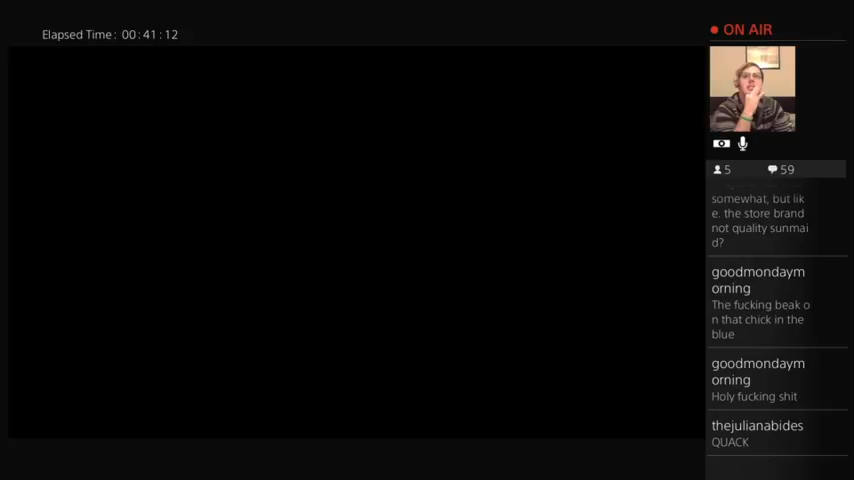 Elapsed Time: 00:41:12
ON AIR
5
59
somewhat, but lik
e. the store brand
not quality sunmai
d?
goodmondaym
orning
The fucking beak o
n that chick in the
blue
goodmondaym
orning
Holy fucking shit
thejulianabides
QUACK